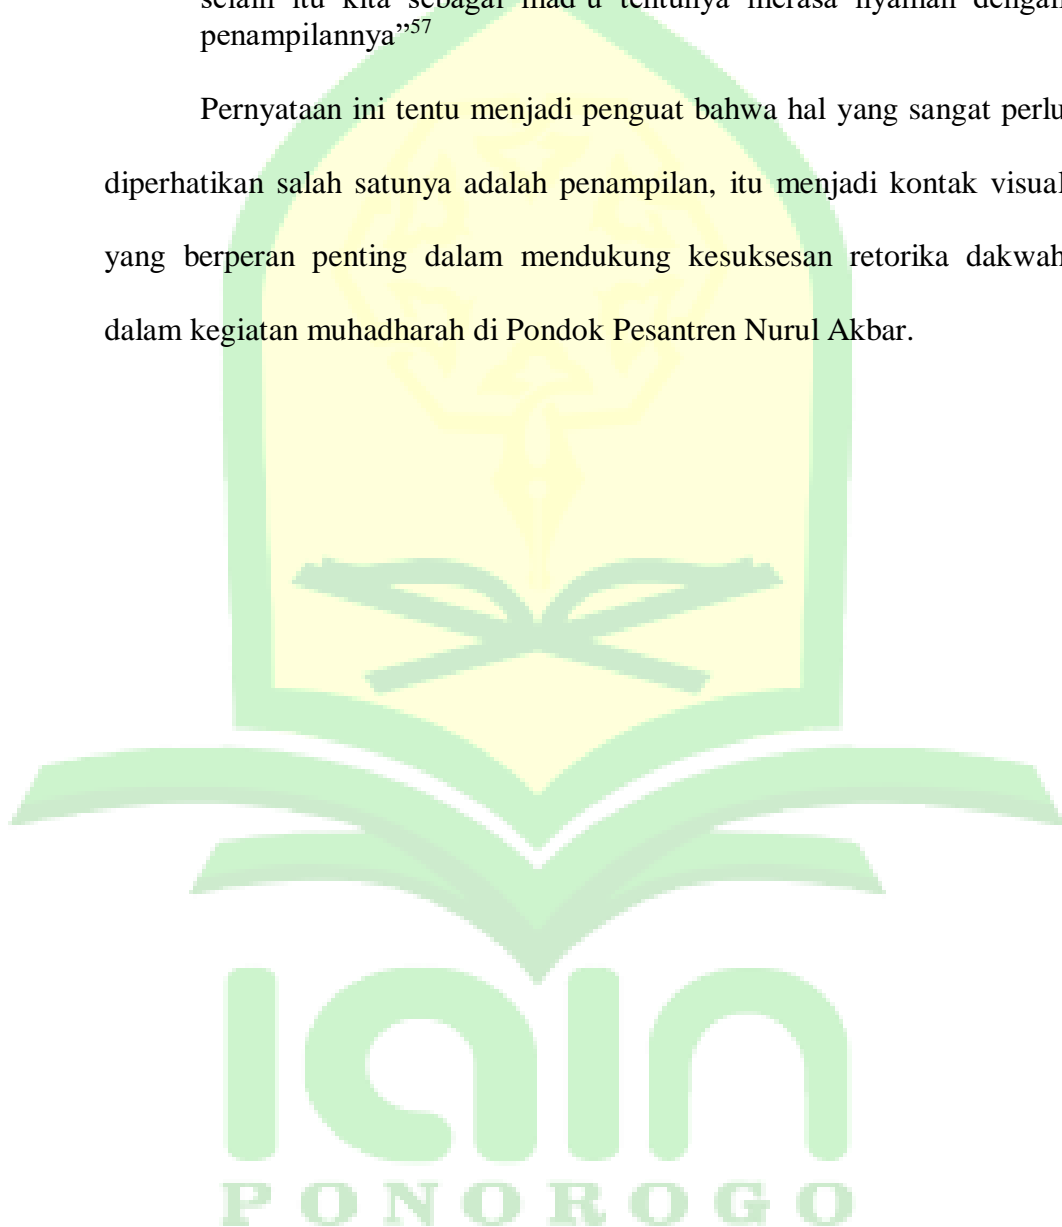 selain itu kita sebagai mad'u tentunya merasa nyaman dengan
penampilannya”57
Pernyataan ini tentu menjadi penguat bahwa hal yang sangat perlu
diperhatikan salah satunya adalah penampilan, itu menjadi kontak visual
yang berperan penting dalam mendukung kesuksesan retorika dakwah
dalam kegiatan muhadharah di Pondok Pesantren Nurul Akbar.
iain
PONOROGO